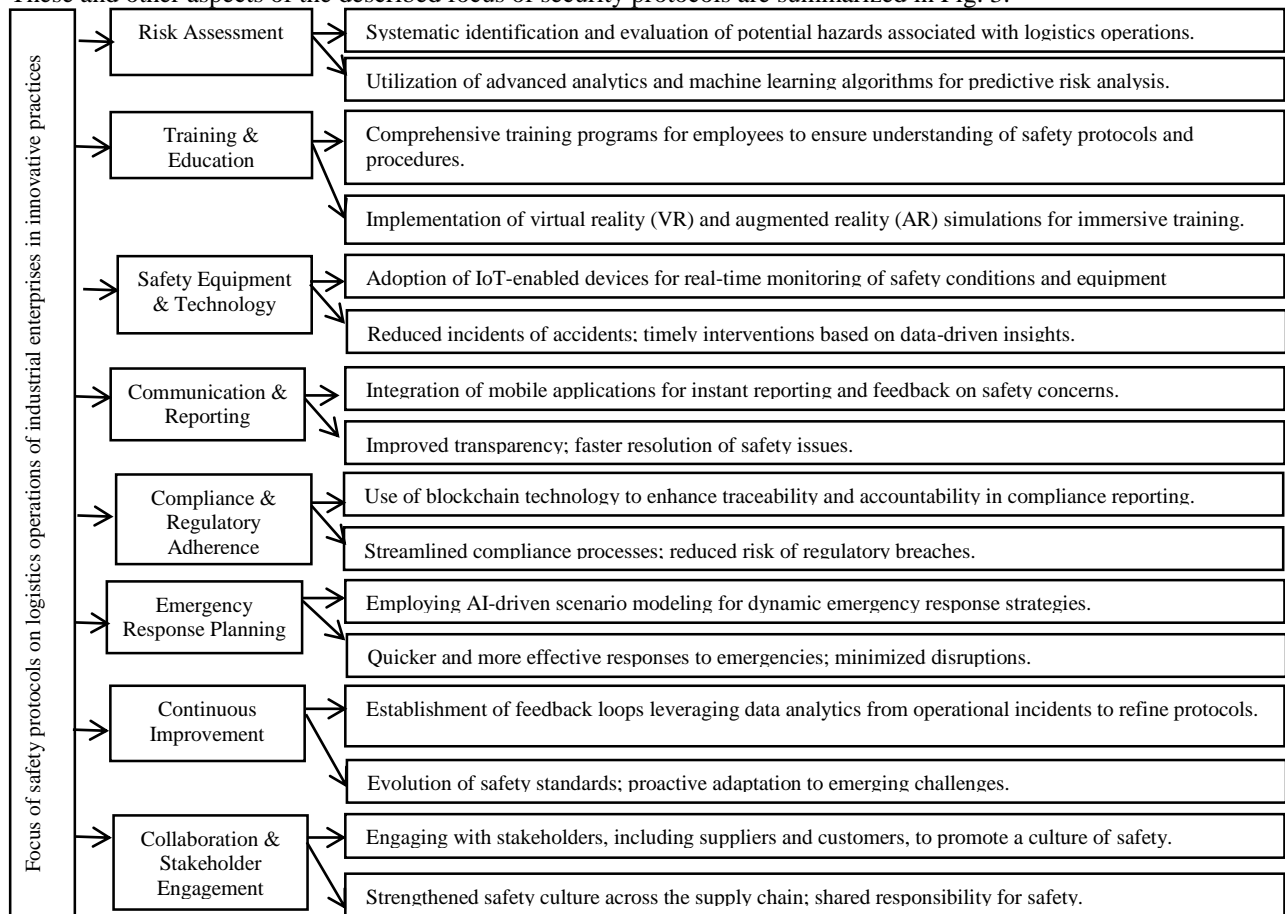 These and other aspects of the described focus of security protocols are summarized in Fig. 3.
Focus of safety protocols on logistics operations of industrial enterprises in innovative practices
Risk Assessment
Systematic identification and evaluation of potential hazards associated with logistics operations.
Utilization of advanced analytics and machine learning algorithms for predictive risk analysis.
Training &
Education
Comprehensive training programs for employees to ensure understanding of safety protocols and
procedures.
Implementation of virtual reality (VR) and augmented reality (AR) simulations for immersive training.
Safety Equipment
& Technology
Adoption of IoT-enabled devices for real-time monitoring of safety conditions and equipment
Reduced incidents of accidents; timely interventions based on data-driven insights.
Communication &
Reporting
Integration of mobile applications for instant reporting and feedback on safety concerns.
Improved transparency; faster resolution of safety issues.
Compliance &
Regulatory
Adherence
Use of blockchain technology to enhance traceability and accountability in compliance reporting.
Streamlined compliance processes; reduced risk of regulatory breaches.
Emergency
Response Planning
Employing AI-driven scenario modeling for dynamic emergency response strategies.
Quicker and more effective responses to emergencies; minimized disruptions.
Continuous
Improvement
Establishment of feedback loops leveraging data analytics from operational incidents to refine protocols.
Evolution of safety standards; proactive adaptation to emerging challenges.
Collaboration &
Stakeholder
Engagement
Engaging with stakeholders, including suppliers and customers, to promote a culture of safety.
Strengthened safety culture across the supply chain; shared responsibility for safety.